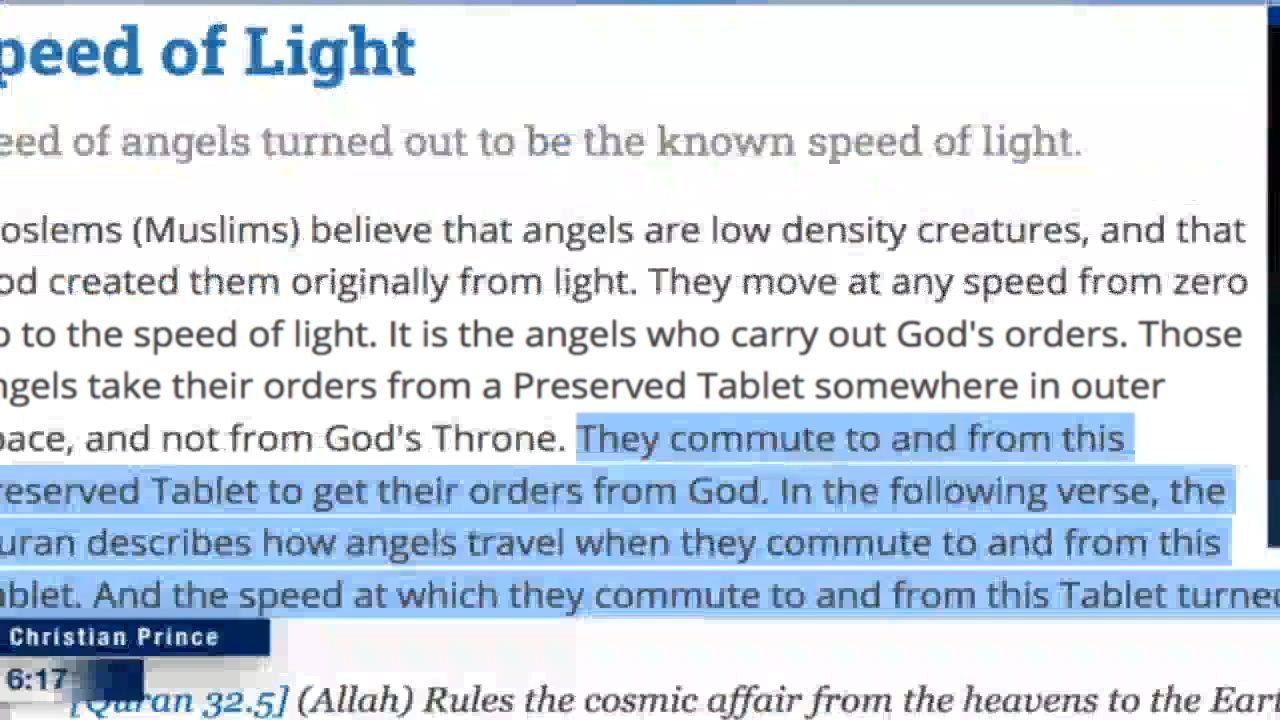 peed of Light
eed of angels turned out to be the known speed of light.
oslems (Muslims) believe that angels are low density creatures, and that
od created them originally from light. They move at any speed from zero
p to the speed of light. It is the angels who carry out God's orders. Those
ngels take their orders from a Preserved Tablet somewhere in outer
pace, and not from God's Throne. They commute to and from this
reserved Tablet to get their orders from God. In the following verse, the
uran describes how angels travel when they commute to and from this
ablet. And the speed at which they commute to and from this Tablet turned
Christian Prince
6:17
[Quran 32.5] (Allah) Rules the cosmic affair from the heavens to the Eart